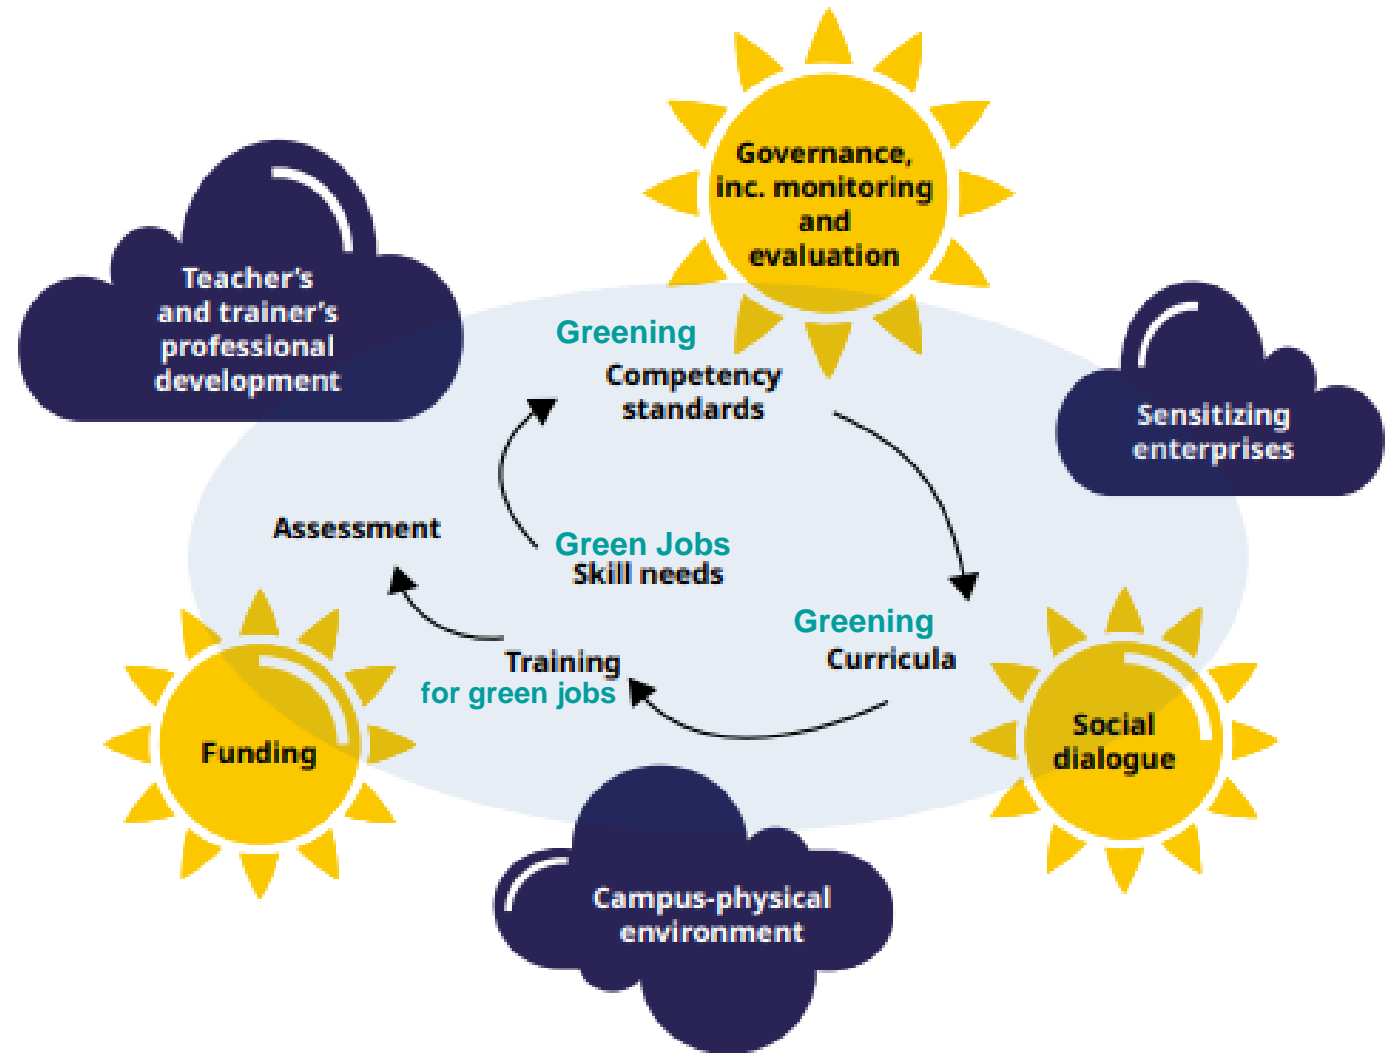 Governance,
inc. monitoring
and
evaluation
Teacher's
and trainer's
professional
development
Greening
Competency
standards
Sensitizing
enterprises
Assessment
Green Jobs
Skill needs
Greening
Curricula
Training
for green jobs
Funding
Social
dialogue
Campus-physical
environment